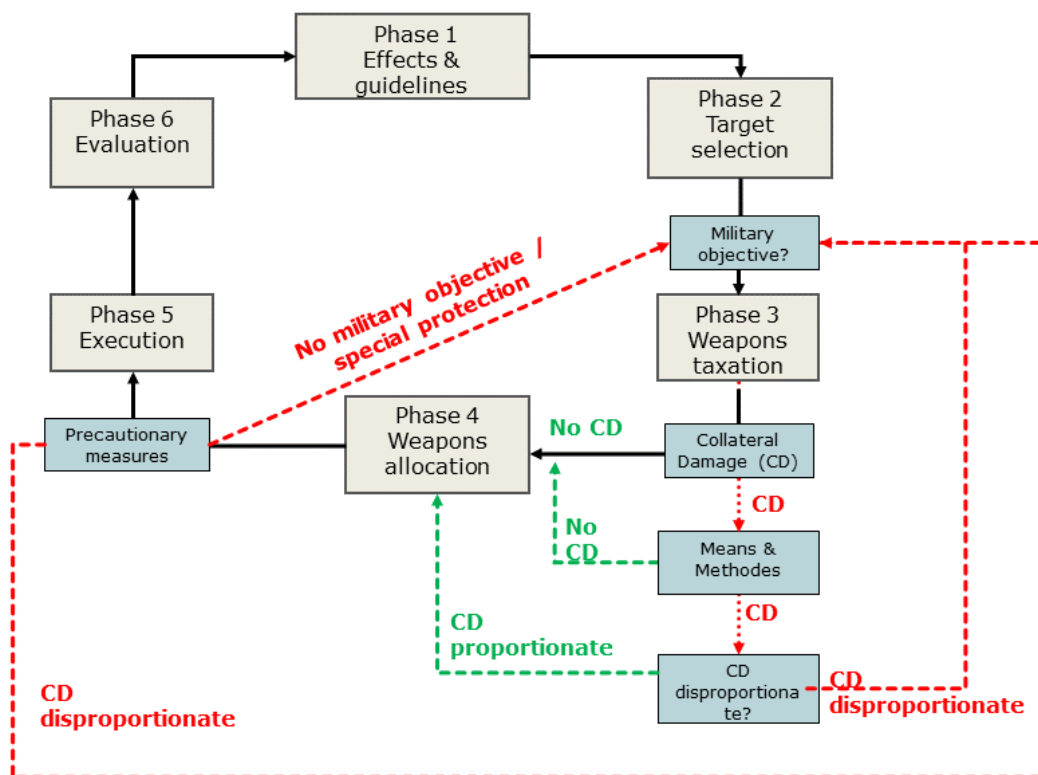 Phase 1
Effects &
guidelines
Phase 6
Evaluation
Phase 2
Target
selection
Military
objective?
No military objective /
special protection
Phase 5
Execution
Phase 3
Weapons
taxation
Phase 4
Weapons
allocation
Precautionary
measures
No CD
Collateral
Damage (CD)
CD
No
CD
Means &
Methodes
CD
CD
proportionate
CD
disproportiona
te?
CD
disproportionate
CD
disproportionate